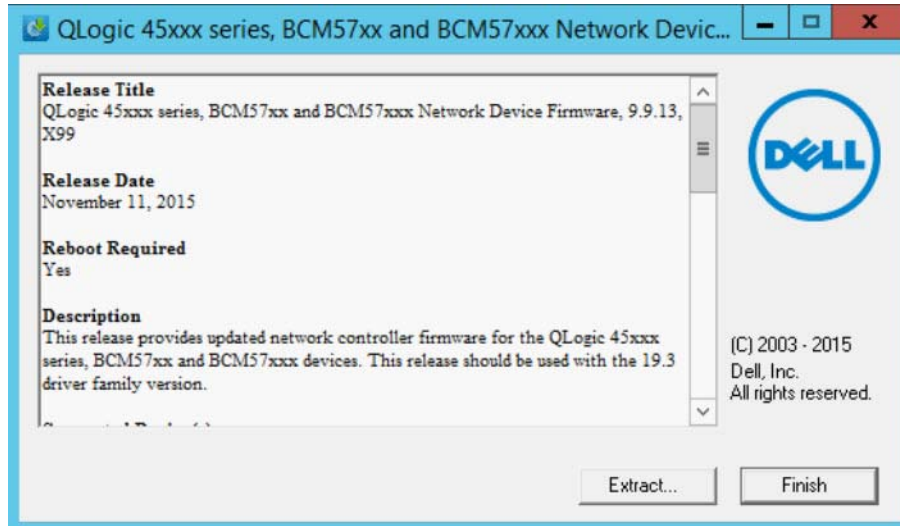 QLogic 45xxx series, BCM57xx and BCM57xxx Network Devic...
Release Title
QLogic 45xxx series, BCM57xx and BCM57xxx Network Device Firmware, 9.9.13,
X99
Release Date
November 11, 2015
Reboot Required
Yes
Description
This release provides updated network controller firmware for the QLogic 45xxx
series, BCM57xx and BCM57xxx devices. This release should be used with the 19.3
driver family version.
DELL
(C) 2003 - 2015
Dell, Inc.
All rights reserved.
Extract...
Finish